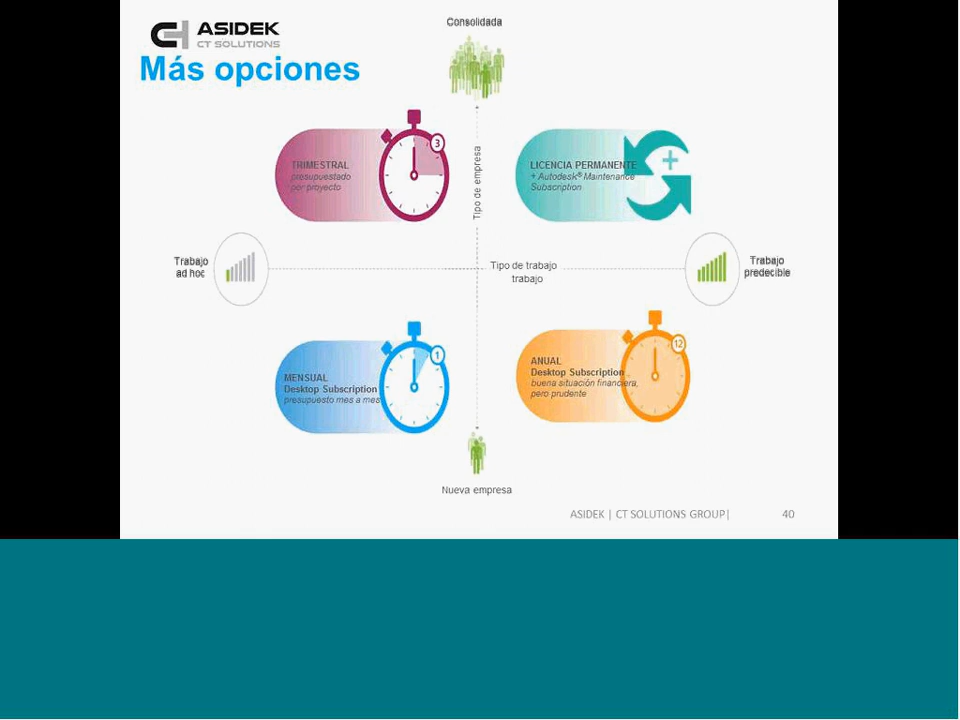 ASIDEK
CT SOLUTIONS
Más opciones
Consolidada
3
TRIMESTRAL
presupuestado
por proyecto
Tipo de empresa
LICENCIA PERMANENTE
+ Autodesk® Maintenance
Subscription
+
Trabajo
ad hoc
Tipo de trabajo
trabajo
Trabajo
predecible
1
MENSUAL
Desktop Subscription
presupuesto mes a mes
12
ANUAL
Desktop Subscription
buena situación financiera,
pero prudente
Nueva empresa
ASIDEK | CT SOLUTIONS GROUP|
40